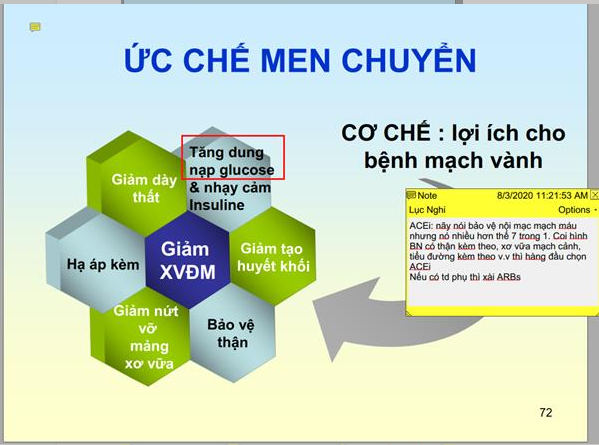 ỨC CHẾ MEN CHUYỂN
CƠ CHẾ : lợi ích cho
bệnh mạch vành
Tăng dung
nạp glucose
& nhạy cảm
Insuline
Giảm dày
thất
Giảm
XVĐM
Giảm tạo
huyết khối
Hạ áp kèm
Giảm nứt
vỡ
mảng
xơ vữa
Bảo vệ
thận
Note 8/3/2020 11:21:53 AM
Lục Nghi Options
ACEi: nãy nói bảo vệ nội mạc mạch máu
nhưng nó nhiều hơn thế 7 trong 1. Coi hình
BN có thận kèm theo, xơ vữa mạch cảnh,
tiểu đường kèm theo v.v thì hàng đầu chọn
ACEi
Nếu có td phụ thì xài ARBs
72